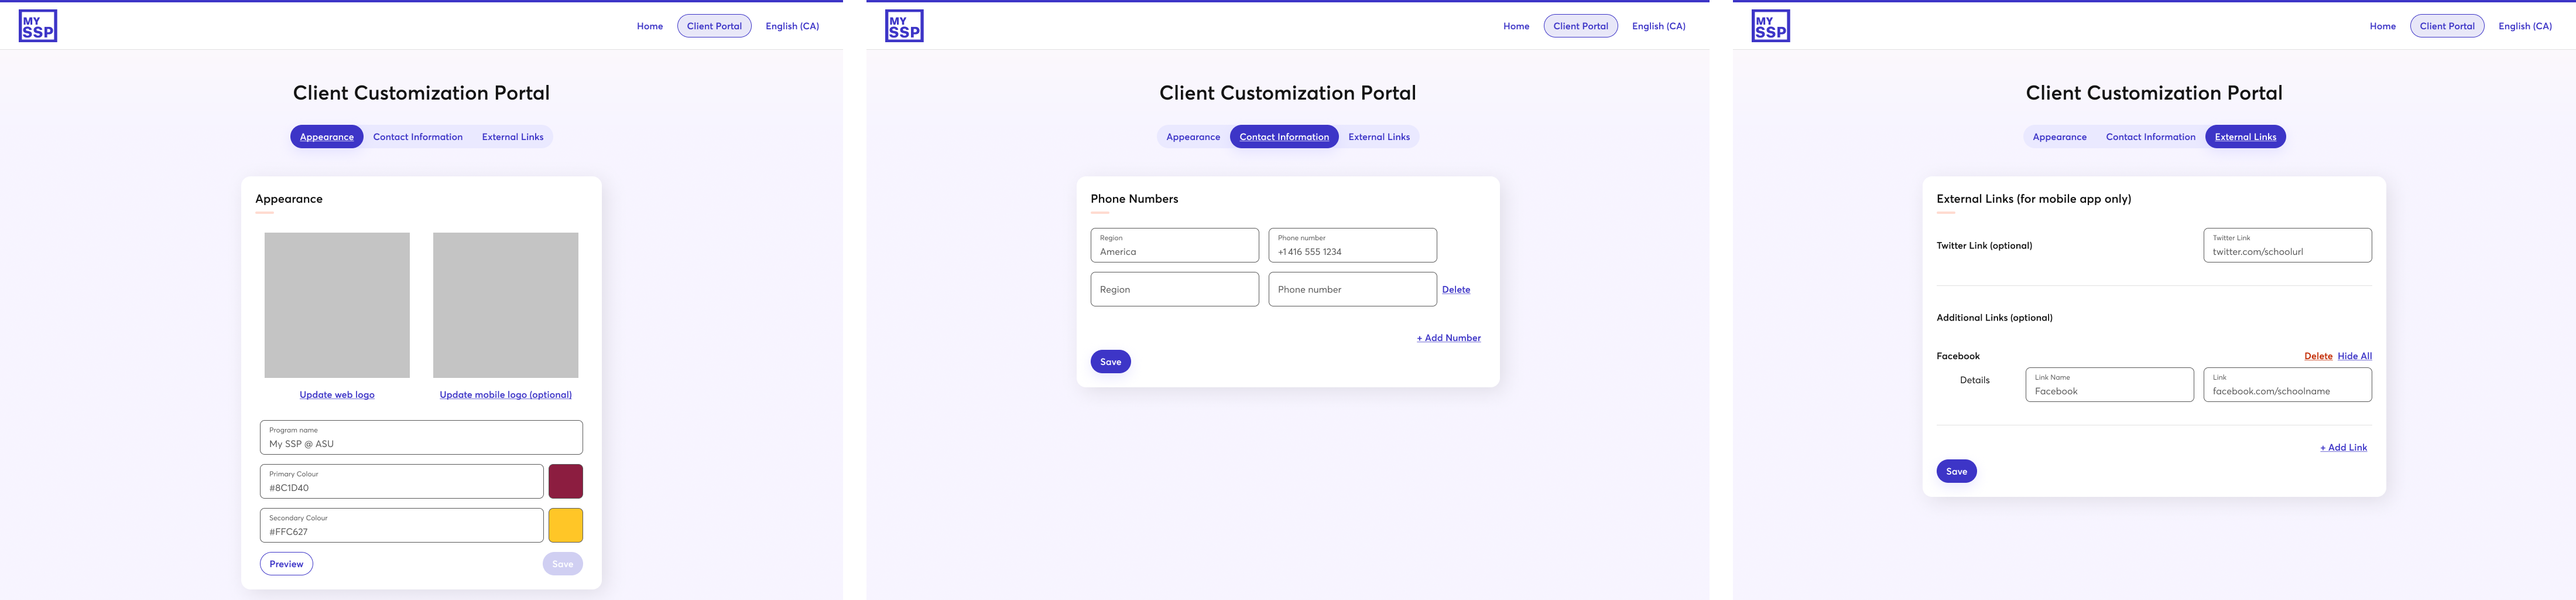 MY
SSP
Home
Client Portal
English (CA)
Client Customization Portal
Appearance
Contact Information
External Links
Appearance
Update web logo
Update mobile logo (optional)
Program name
My SSP @ ASU
Primary Colour
#8C1D40
Secondary Colour
#FFC627
Preview
Save
MY
SSP
Home
Client Portal
English (CA)
Client Customization Portal
Appearance
Contact Information
External Links
Phone Numbers
Region
America
Phone number
+1 416 555 1234
Region
Phone number
Delete
+ Add Number
Save
MY
SSP
Home
Client Portal
English (CA)
Client Customization Portal
Appearance
Contact Information
External Links
External Links (for mobile app only)
Twitter Link (optional)
Twitter Link
twitter.com/schoolurl
Additional Links (optional)
Facebook
Delete
Hide All
Details
Link Name
Facebook
Link
facebook.com/schoolname
+ Add Link
Save